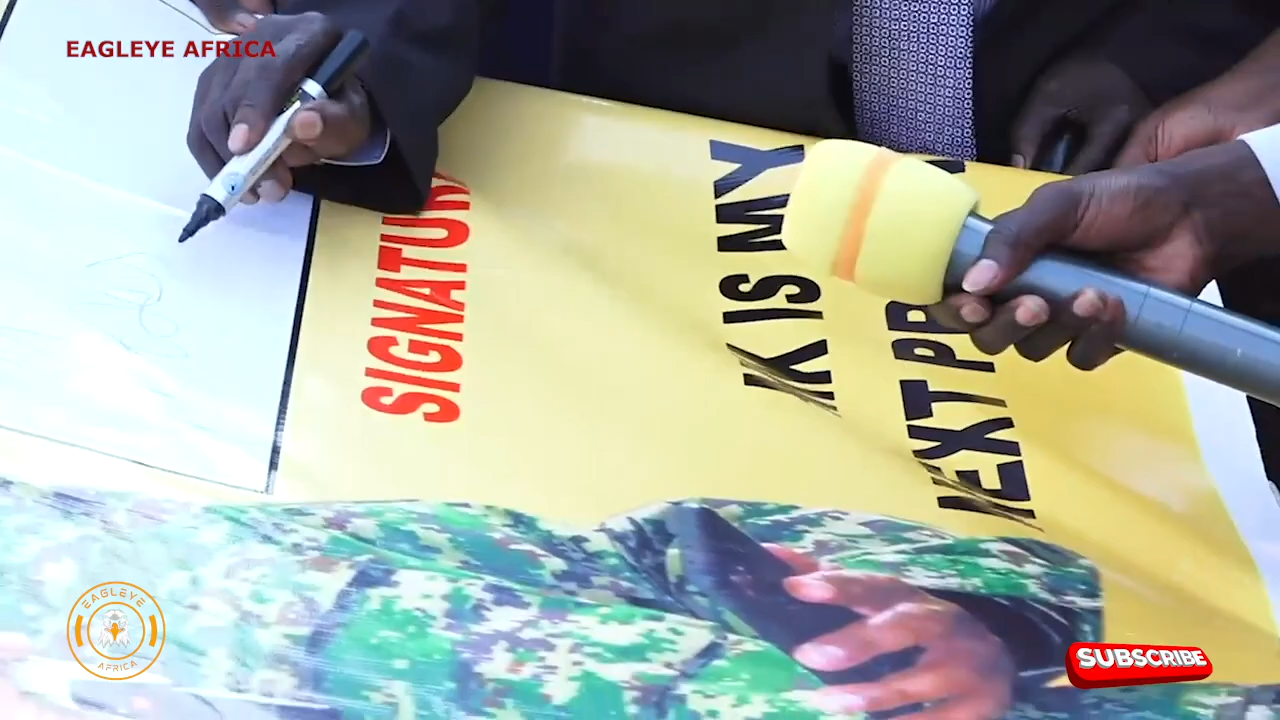 EAGLEYE AFRICA
SIGNATUR
K IS MY
NEXT PR
EAGLEYE
AFRICA
SUBSCRIBE